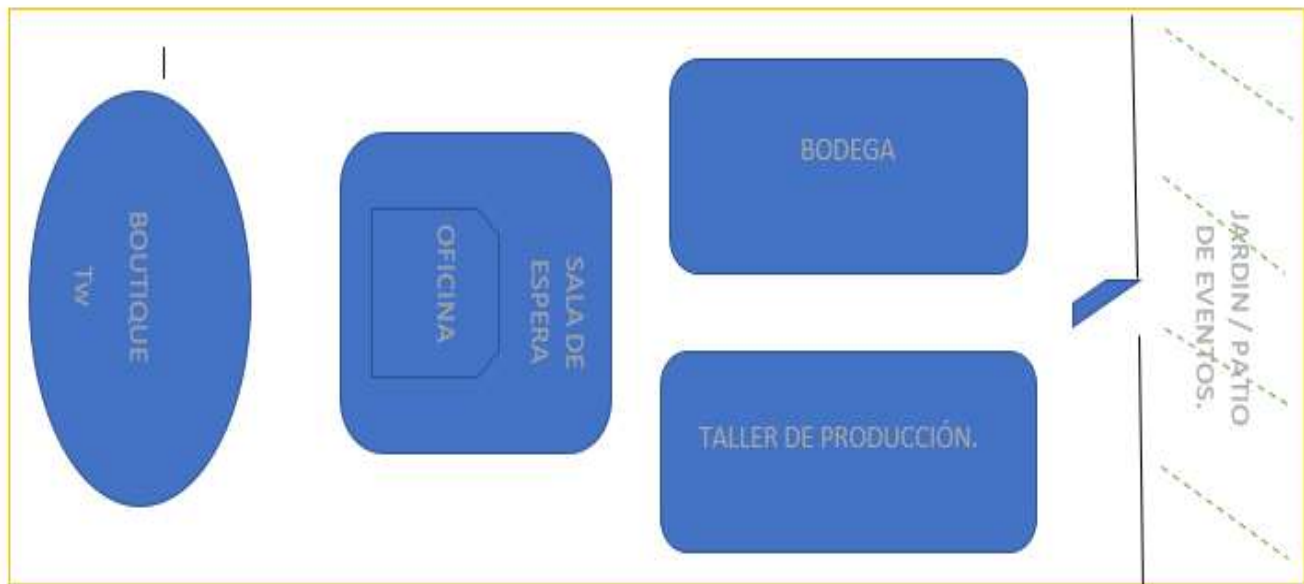 BOUTIQUE
Tw
OFICINA
SALA DE
ESPERA
BODEGA
TALLER DE PRODUCCIÓN.
JARDIN / PATIO
DE EVENTOS.